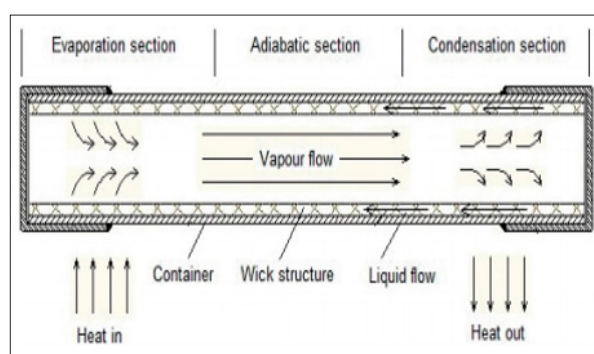 Evaporation section Adiabatic section Condensation section
Vapour flow
Container Wick structure Liquid flow
Heat in Heat out